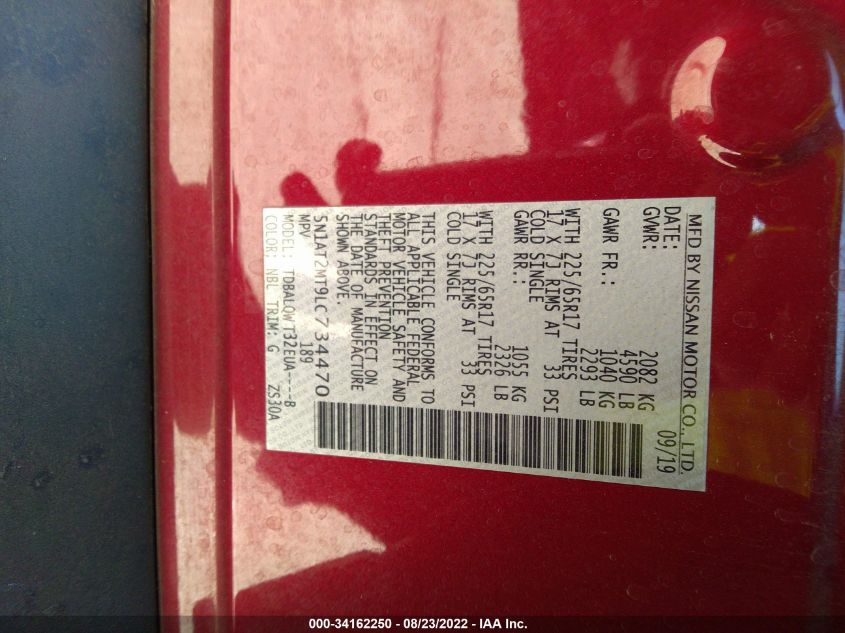 MFD BY NISSAN MOTOR CO., LTD.
DATE: 09/19
GVWR: 2082 KG
4590 LB
GAWR FR.: 1040 KG
2293 LB
WITH 225/65R17 TIRES
17 X 7J RIMS AT 33 PSI
COLD SINGLE
GAWR RR.: 1055 KG
2326 LB
WITH 225/65R17 TIRES
17 X 7J RIMS AT 33 PSI
COLD SINGLE
THIS VEHICLE CONFORMS TO
ALL APPLICABLE FEDERAL
MOTOR VEHICLE SAFETY AND
THEFT PREVENTION
STANDARDS IN EFFECT ON
THE DATE OF MANUFACTURE
SHOWN ABOVE.
5N1AT2MT9LC734470
MPV 189
MODEL: TDBALQWT32EUA----B
COLOR: NBL TRIM: G ZS30A
000-34162250 - 08/23/2022 - IAA Inc.